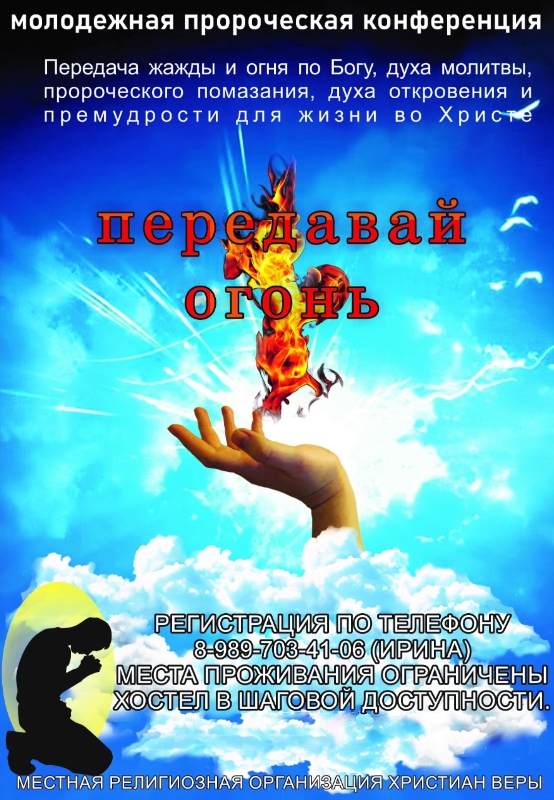 молодежная пророческая конференция
Передача жажды и огня по Богу, духа молитвы,
пророческого помазания, духа откровения и
премудрости для жизни во Христе
передавай
огонь
РЕГИСТРАЦИЯ ПО ТЕЛЕФОНУ
8-989-703-41-06 (ИРИНА)
МЕСТА ПРОЖИВАНИЯ ОГРАНИЧЕНЫ
ХОСТЕЛ В ШАГОВОЙ ДОСТУПНОСТИ.
МЕСТНАЯ РЕЛИГИОЗНАЯ ОРГАНИЗАЦИЯ ХРИСТИАН ВЕРЫ